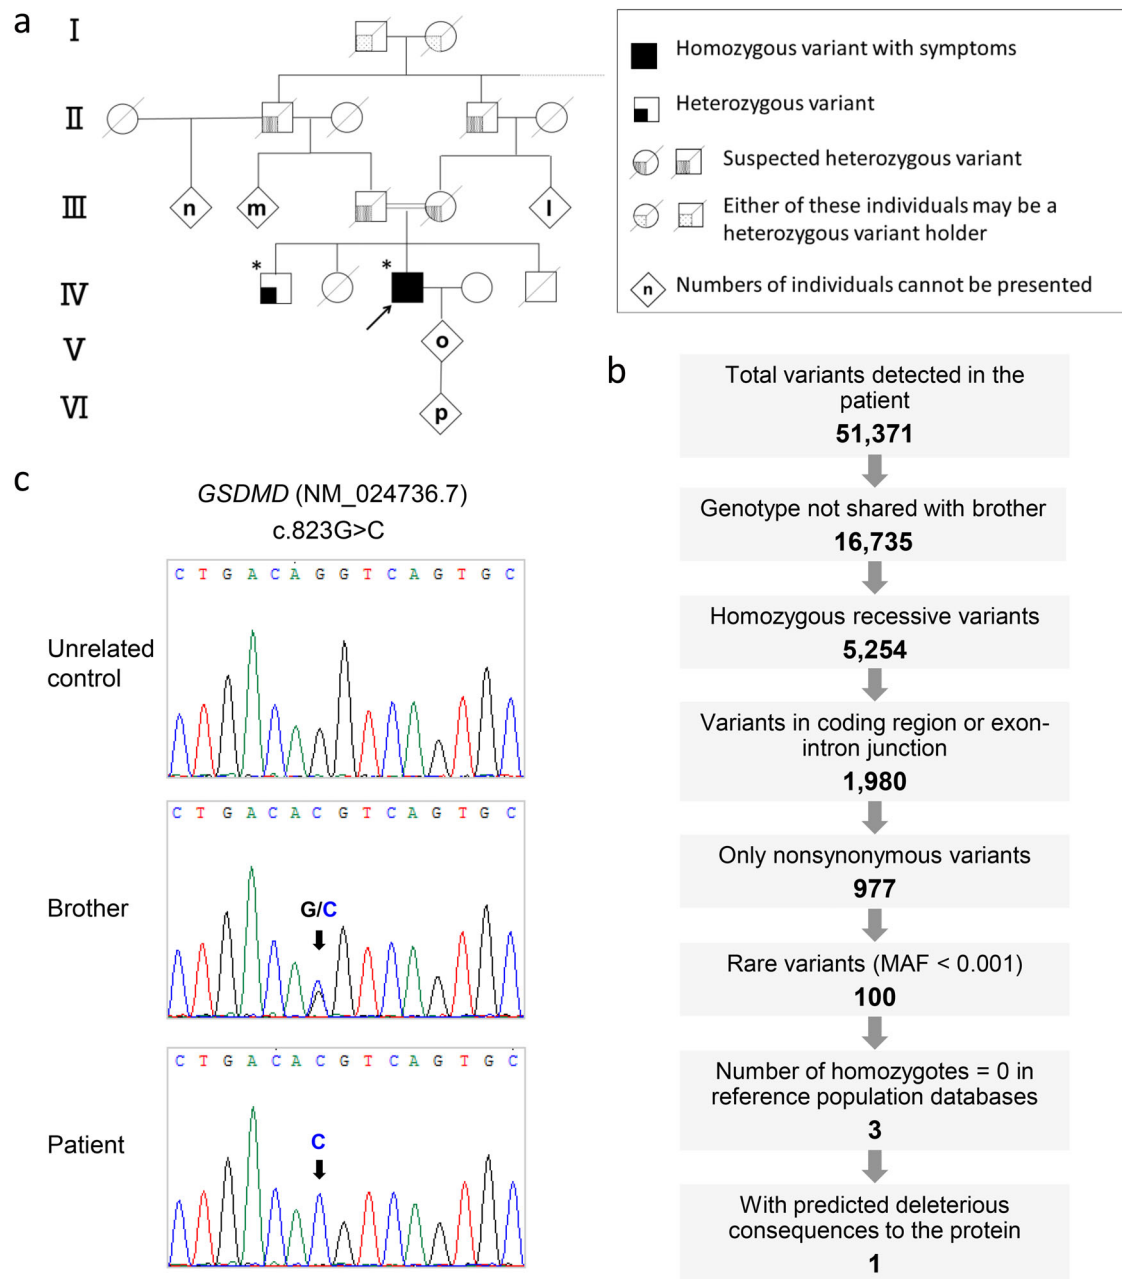 a
I
II
III
IV
V
VI
n
m
l
*
*
o
p
Homozygous variant with symptoms
Heterozygous variant
Suspected heterozygous variant
Either of these individuals may be a
heterozygous variant holder
n
Numbers of individuals cannot be presented
b
Total variants detected in the
patient
51,371
Genotype not shared with brother
16,735
Homozygous recessive variants
5,254
Variants in coding region or exon-
intron junction
1,980
Only nonsynonymous variants
977
Rare variants (MAF < 0.001)
100
Number of homozygotes = 0 in
reference population databases
3
With predicted deleterious
consequences to the protein
1
c
GSDMD (NM_024736.7)
c.823G>C
C T G A C A G G T C A G T G C
Unrelated
control
C T G A C A C G T C A G T G C
Brother
G/C
C T G A C A C G T C A G T G C
Patient
C